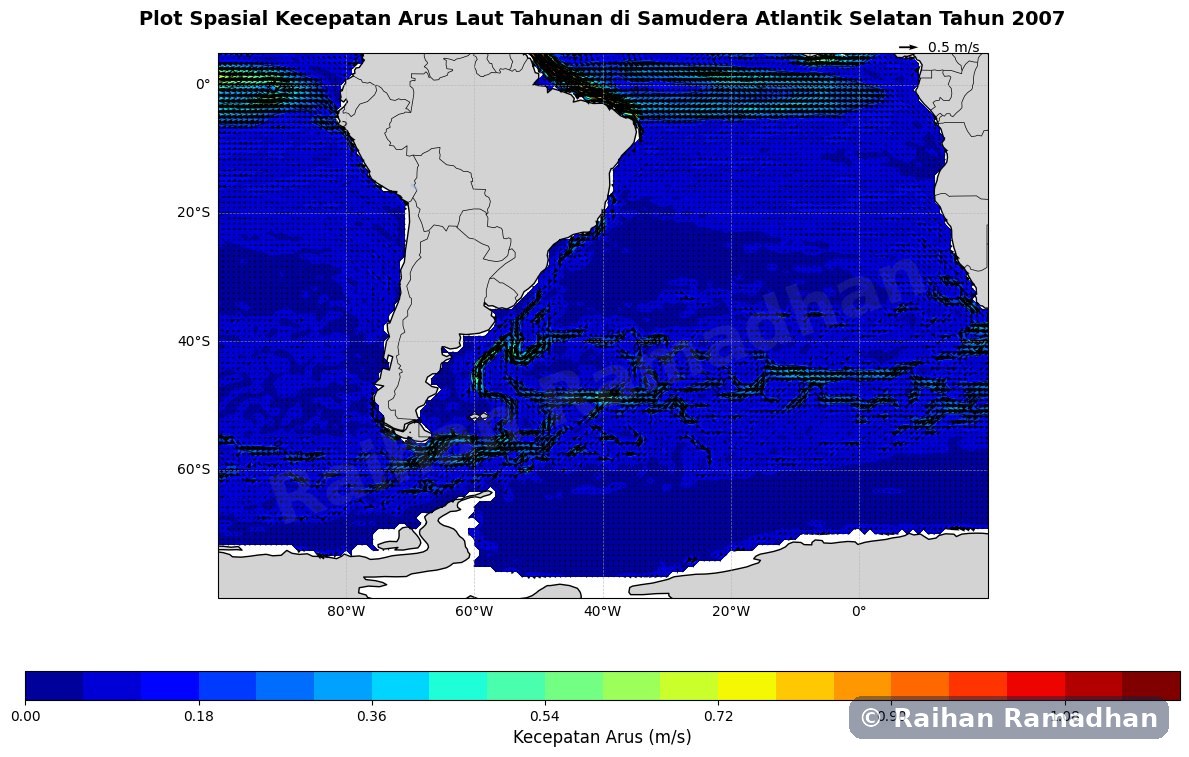 Plot Spasial Kecepatan Arus Laut Tahunan di Samudera Atlantik Selatan Tahun 2007
0.5 m/s
0°
20°S
40°S
60°S
Raihan Ramadhan
80°W 60°W 40°W 20°W 0°
0.00 0.18 0.36 0.54 0.72
© Raihan Ramadhan
Kecepatan Arus (m/s)